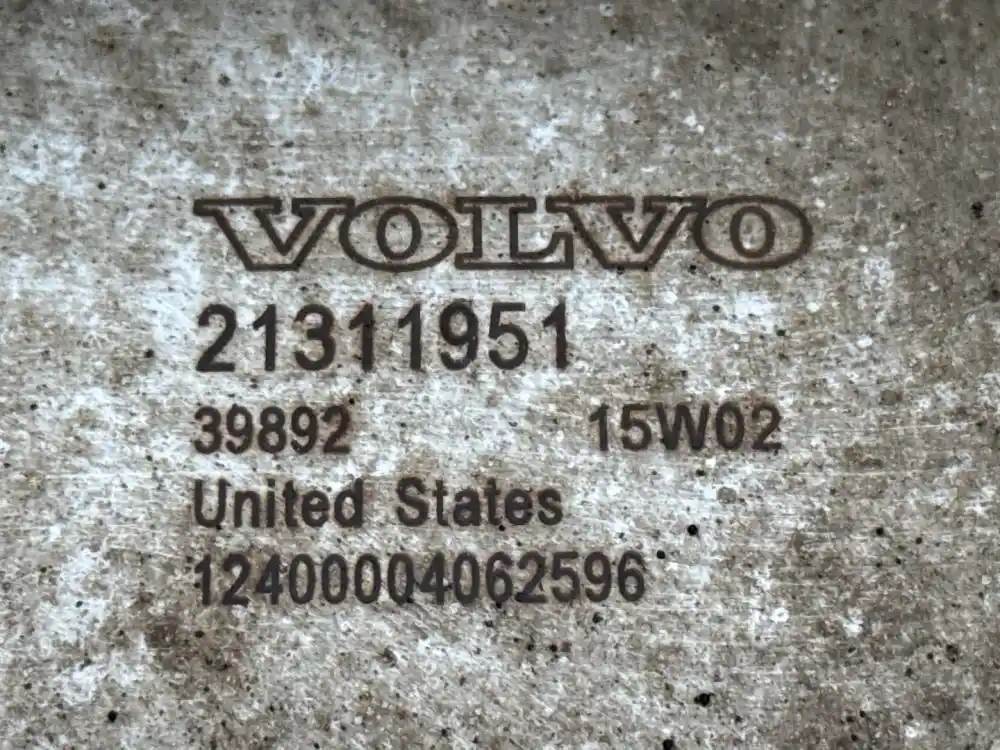 VOLVO
21311951
39892 15W02
United States
12400004062596